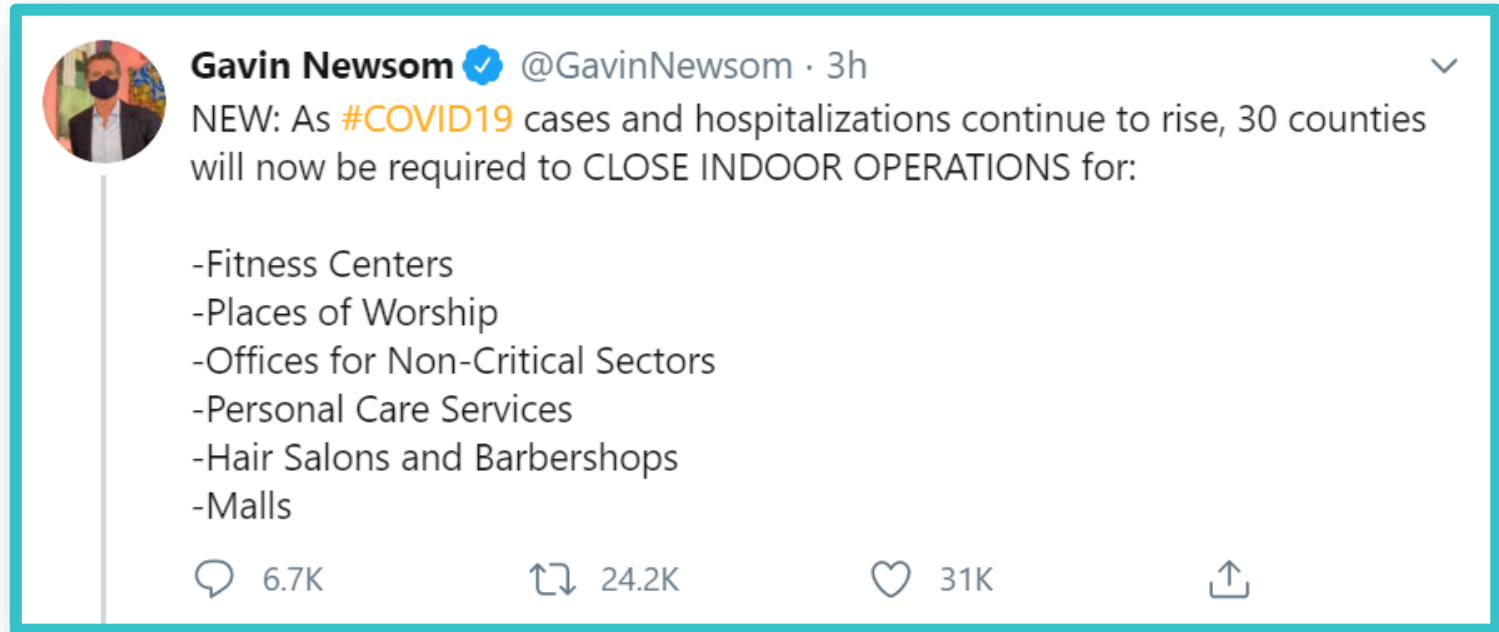 Gavin Newsom @GavinNewsom · 3h
NEW: As #COVID19 cases and hospitalizations continue to rise, 30 counties
will now be required to CLOSE INDOOR OPERATIONS for:
-Fitness Centers
-Places of Worship
-Offices for Non-Critical Sectors
-Personal Care Services
-Hair Salons and Barbershops
-Malls
6.7K 24.2K 31K